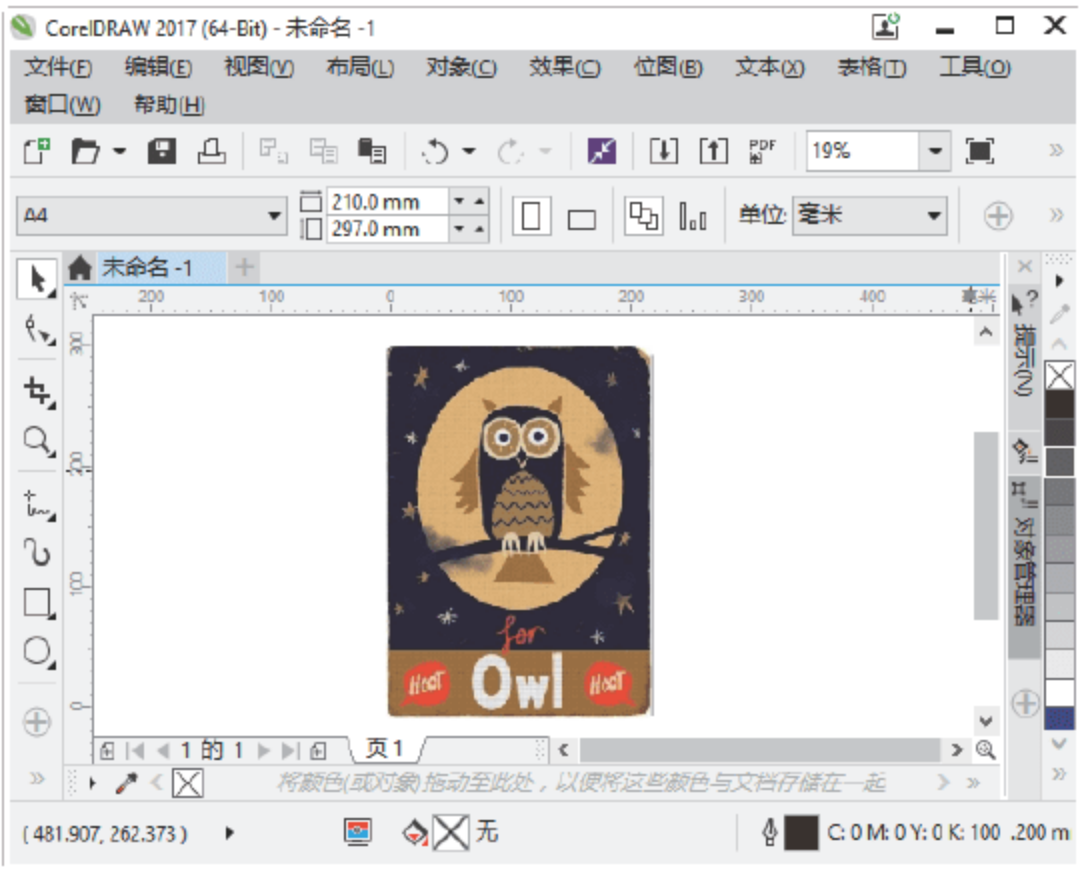 CorelDRAW 2017 (64-Bit) - 未命名 -1
文件(F) 编辑(E) 视图(V) 布局(L) 对象(C) 效果(C) 位图(B) 文本(X) 表格(T) 工具(O)
窗口(W) 帮助(H)
PDF 19%
A4 210.0 mm 单位: 毫米
297.0 mm
未命名 -1
200 100 0 100 200 300 400 毫米
300
200
100
0
提示(N)
对象管理器
for
HOOT Owl HOOT
1 的 1 页 1
将颜色(或对象)拖动至此处，以便将这些颜色与文档存储在一起
( 481.907, 262.373 ) 无 C: 0 M: 0 Y: 0 K: 100 .200 m